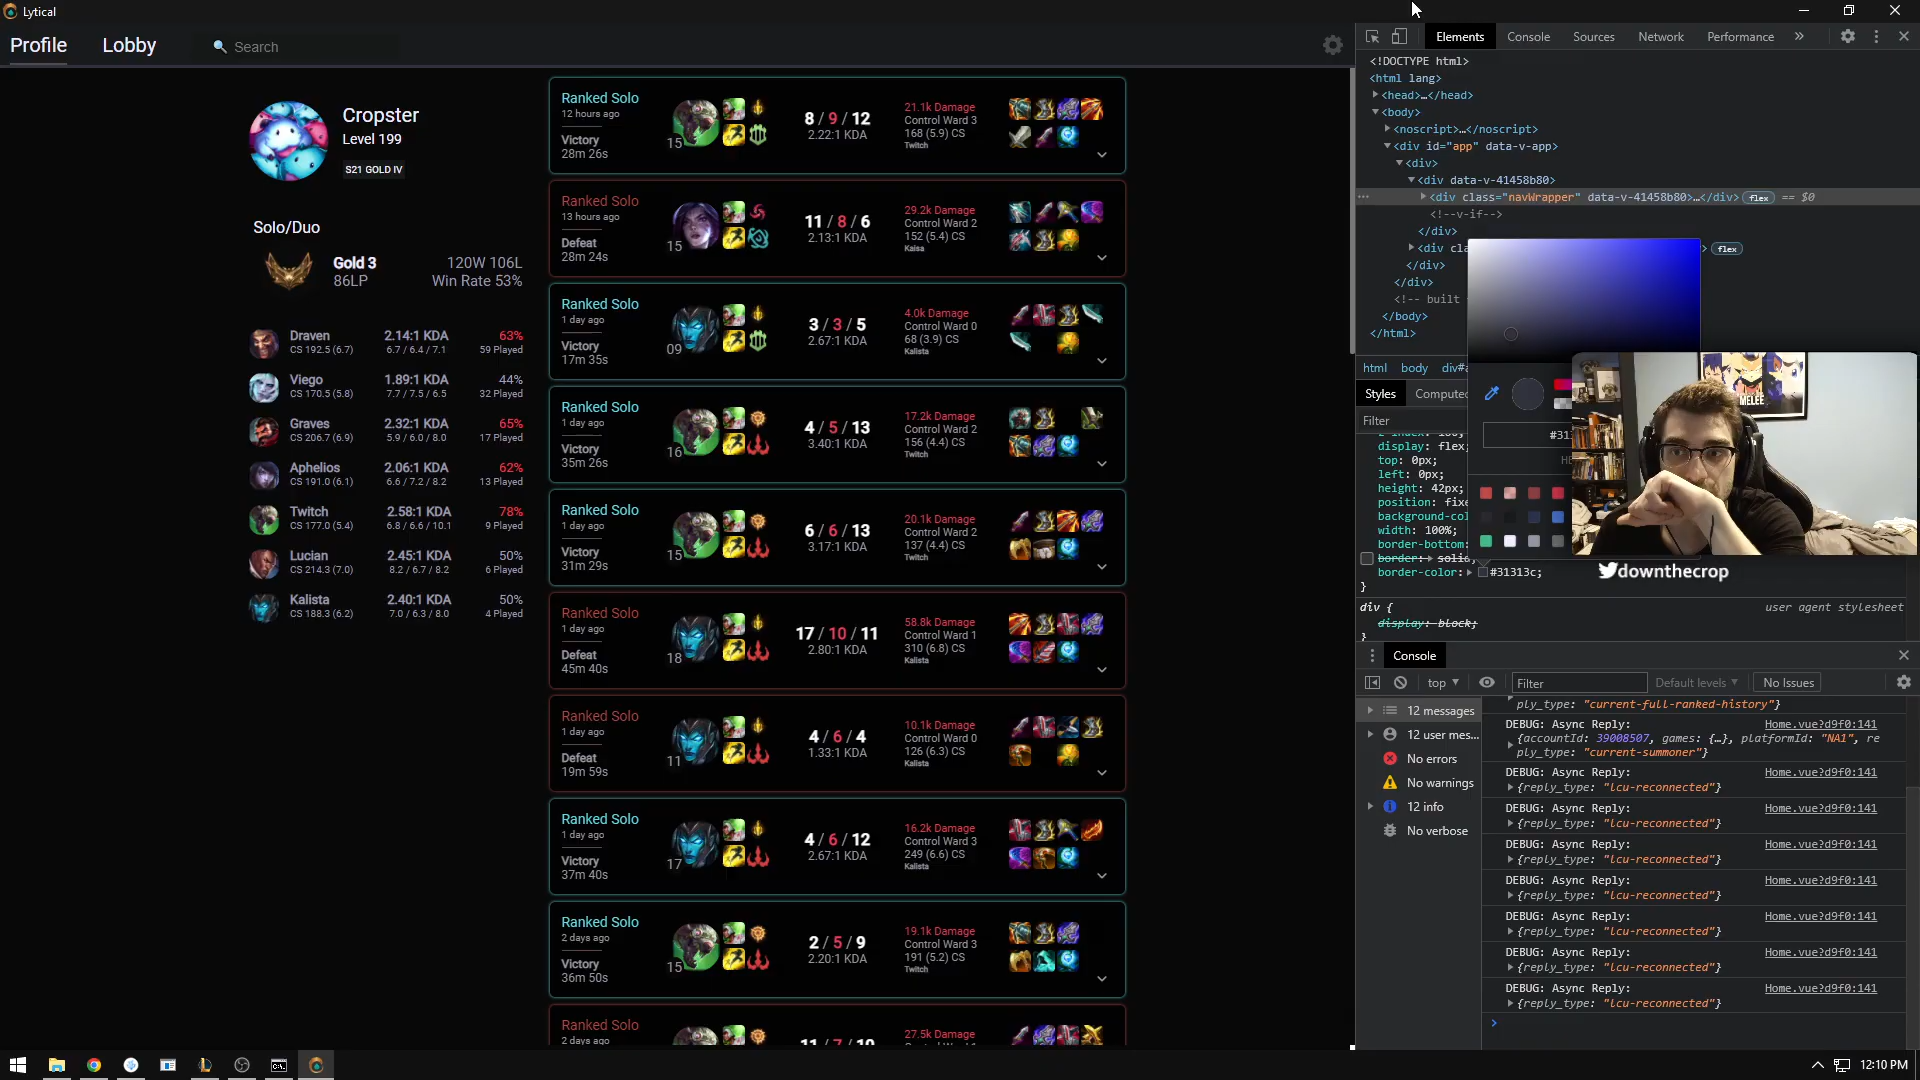 Lytical
Profile
Lobby
Search
Cropster
Level 199
S21 GOLD IV
Solo/Duo
Gold 3
86LP
120W 106L
Win Rate 53%
Draven 2.14:1 KDA 63%
CS 192.5 (6.7) 6.7 / 6.4 / 7.1 59 Played
Viego 1.89:1 KDA 44%
CS 170.5 (5.8) 7.7 / 7.5 / 6.5 32 Played
Graves 2.32:1 KDA 65%
CS 206.7 (6.9) 5.9 / 6.0 / 8.0 17 Played
Aphelios 2.06:1 KDA 62%
CS 191.0 (6.1) 6.6 / 7.2 / 8.2 13 Played
Twitch 2.58:1 KDA 78%
CS 177.0 (5.4) 6.8 / 6.6 / 10.1 9 Played
Lucian 2.45:1 KDA 50%
CS 214.3 (7.0) 8.2 / 6.7 / 8.2 6 Played
Kalista 2.40:1 KDA 50%
CS 188.3 (6.2) 7.0 / 6.3 / 8.0 4 Played
Ranked Solo
12 hours ago
Victory
28m 26s
15
8 / 9 / 12
2.22:1 KDA
21.1k Damage
Control Ward 3
168 (5.9) CS
Twitch
Ranked Solo
13 hours ago
Defeat
28m 24s
15
11 / 8 / 6
2.13:1 KDA
29.2k Damage
Control Ward 2
152 (5.4) CS
Kaisa
Ranked Solo
1 day ago
Victory
17m 35s
09
3 / 3 / 5
2.67:1 KDA
4.0k Damage
Control Ward 0
68 (3.9) CS
Kalista
Ranked Solo
1 day ago
Victory
35m 26s
16
4 / 5 / 13
3.40:1 KDA
17.2k Damage
Control Ward 2
156 (4.4) CS
Twitch
Ranked Solo
1 day ago
Victory
31m 29s
15
6 / 6 / 13
3.17:1 KDA
20.1k Damage
Control Ward 2
137 (4.4) CS
Twitch
Ranked Solo
1 day ago
Defeat
45m 40s
18
17 / 10 / 11
2.80:1 KDA
58.8k Damage
Control Ward 1
310 (6.8) CS
Kalista
Ranked Solo
1 day ago
Defeat
19m 59s
11
4 / 6 / 4
1.33:1 KDA
10.1k Damage
Control Ward 0
126 (6.3) CS
Kalista
Ranked Solo
1 day ago
Victory
37m 40s
17
4 / 6 / 12
2.67:1 KDA
16.2k Damage
Control Ward 3
249 (6.6) CS
Kalista
Ranked Solo
2 days ago
Victory
36m 50s
15
2 / 5 / 9
2.20:1 KDA
19.1k Damage
Control Ward 3
191 (5.2) CS
Twitch
Ranked Solo
2 days ago
27.5k Damage
Elements Console Sources Network Performance
<!DOCTYPE html>
<html lang>
<head>…</head>
<body>
<noscript>…</noscript>
<div id="app" data-v-app>
<div>
<div data-v-41458b80>
<div class="navWrapper" data-v-41458b80>…</div> flex == $0
<!--v-if-->
</div>
<div cla > flex
</div>
</div>
<!-- built
</body>
</html>
html body div#a
Styles Computed
Filter
display: flex;
top: 0px;
left: 0px;
height: 42px;
position: fixe
background-col
width: 100%;
border-bottom:
border: solid
border-color: #31313c;
}
#313
HE
MELEE
downthecrop
div { user agent stylesheet
display: block;
}
Console
top Filter Default levels No Issues
12 messages
12 user mes...
No errors
No warnings
12 info
No verbose
ply_type: "current-full-ranked-history"}
DEBUG: Async Reply: Home.vue?d9f0:141
{accountId: 39008507, games: {…}, platformId: "NA1", re
ply_type: "current-summoner"}
DEBUG: Async Reply: Home.vue?d9f0:141
{reply_type: "lcu-reconnected"}
DEBUG: Async Reply: Home.vue?d9f0:141
{reply_type: "lcu-reconnected"}
DEBUG: Async Reply: Home.vue?d9f0:141
{reply_type: "lcu-reconnected"}
DEBUG: Async Reply: Home.vue?d9f0:141
{reply_type: "lcu-reconnected"}
DEBUG: Async Reply: Home.vue?d9f0:141
{reply_type: "lcu-reconnected"}
DEBUG: Async Reply: Home.vue?d9f0:141
{reply_type: "lcu-reconnected"}
DEBUG: Async Reply: Home.vue?d9f0:141
{reply_type: "lcu-reconnected"}
12:10 PM